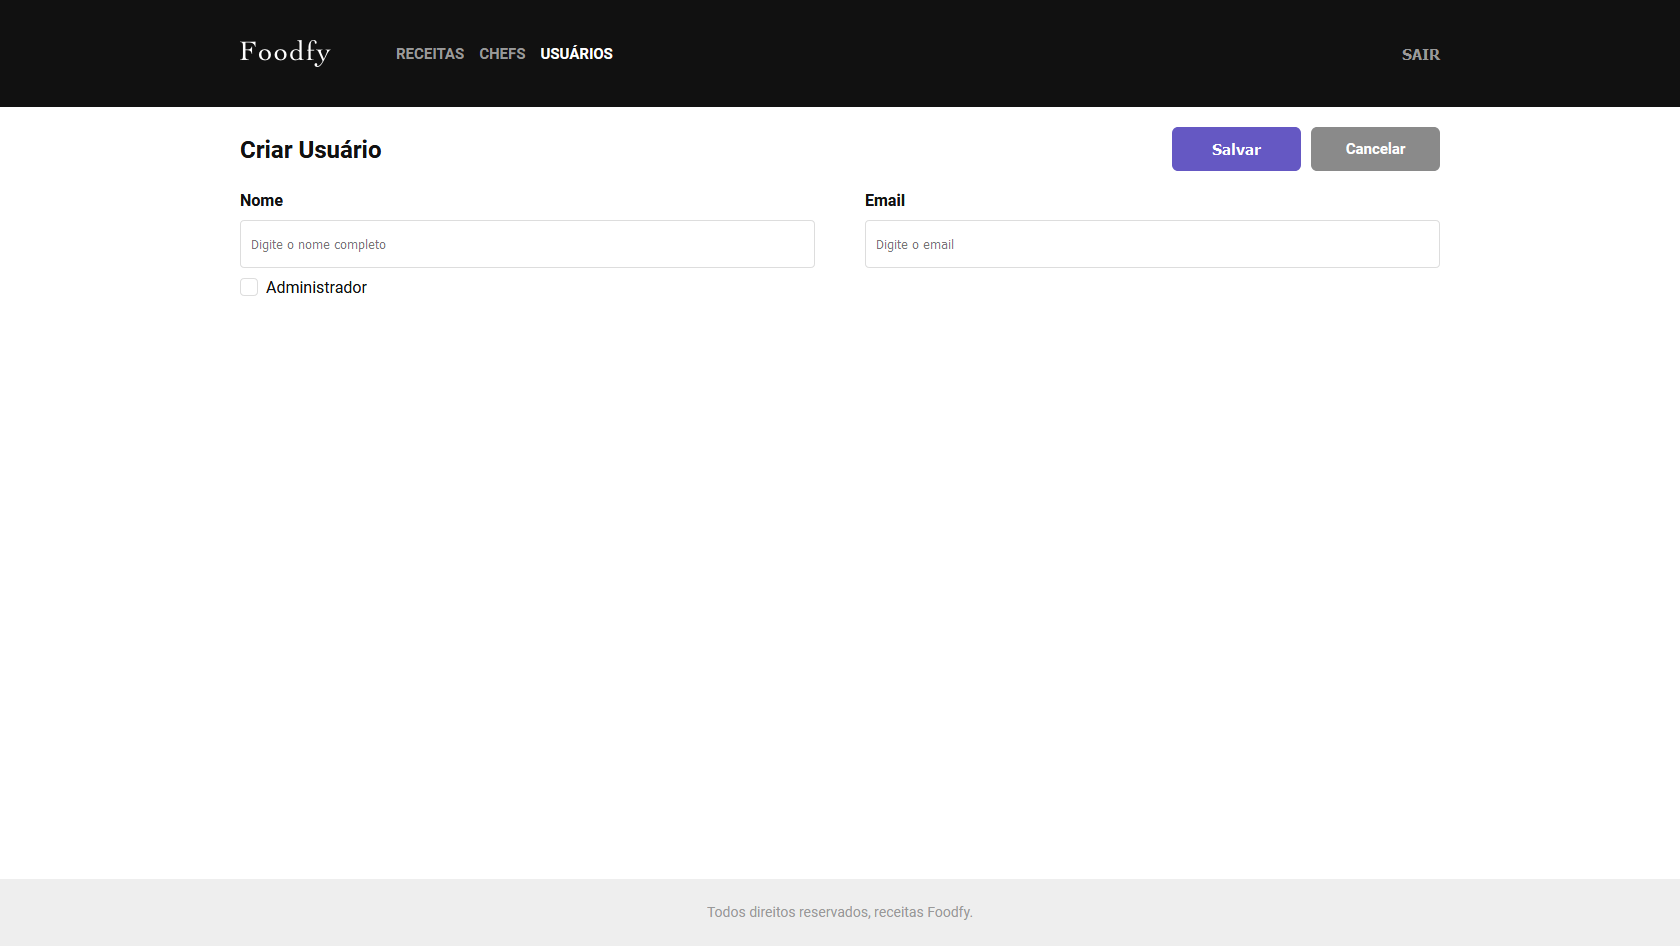 Foodfy RECEITAS CHEFS USUÁRIOS SAIR
Criar Usuário Salvar Cancelar
Nome Email
Digite o nome completo Digite o email
Administrador
Todos direitos reservados, receitas Foodfy.